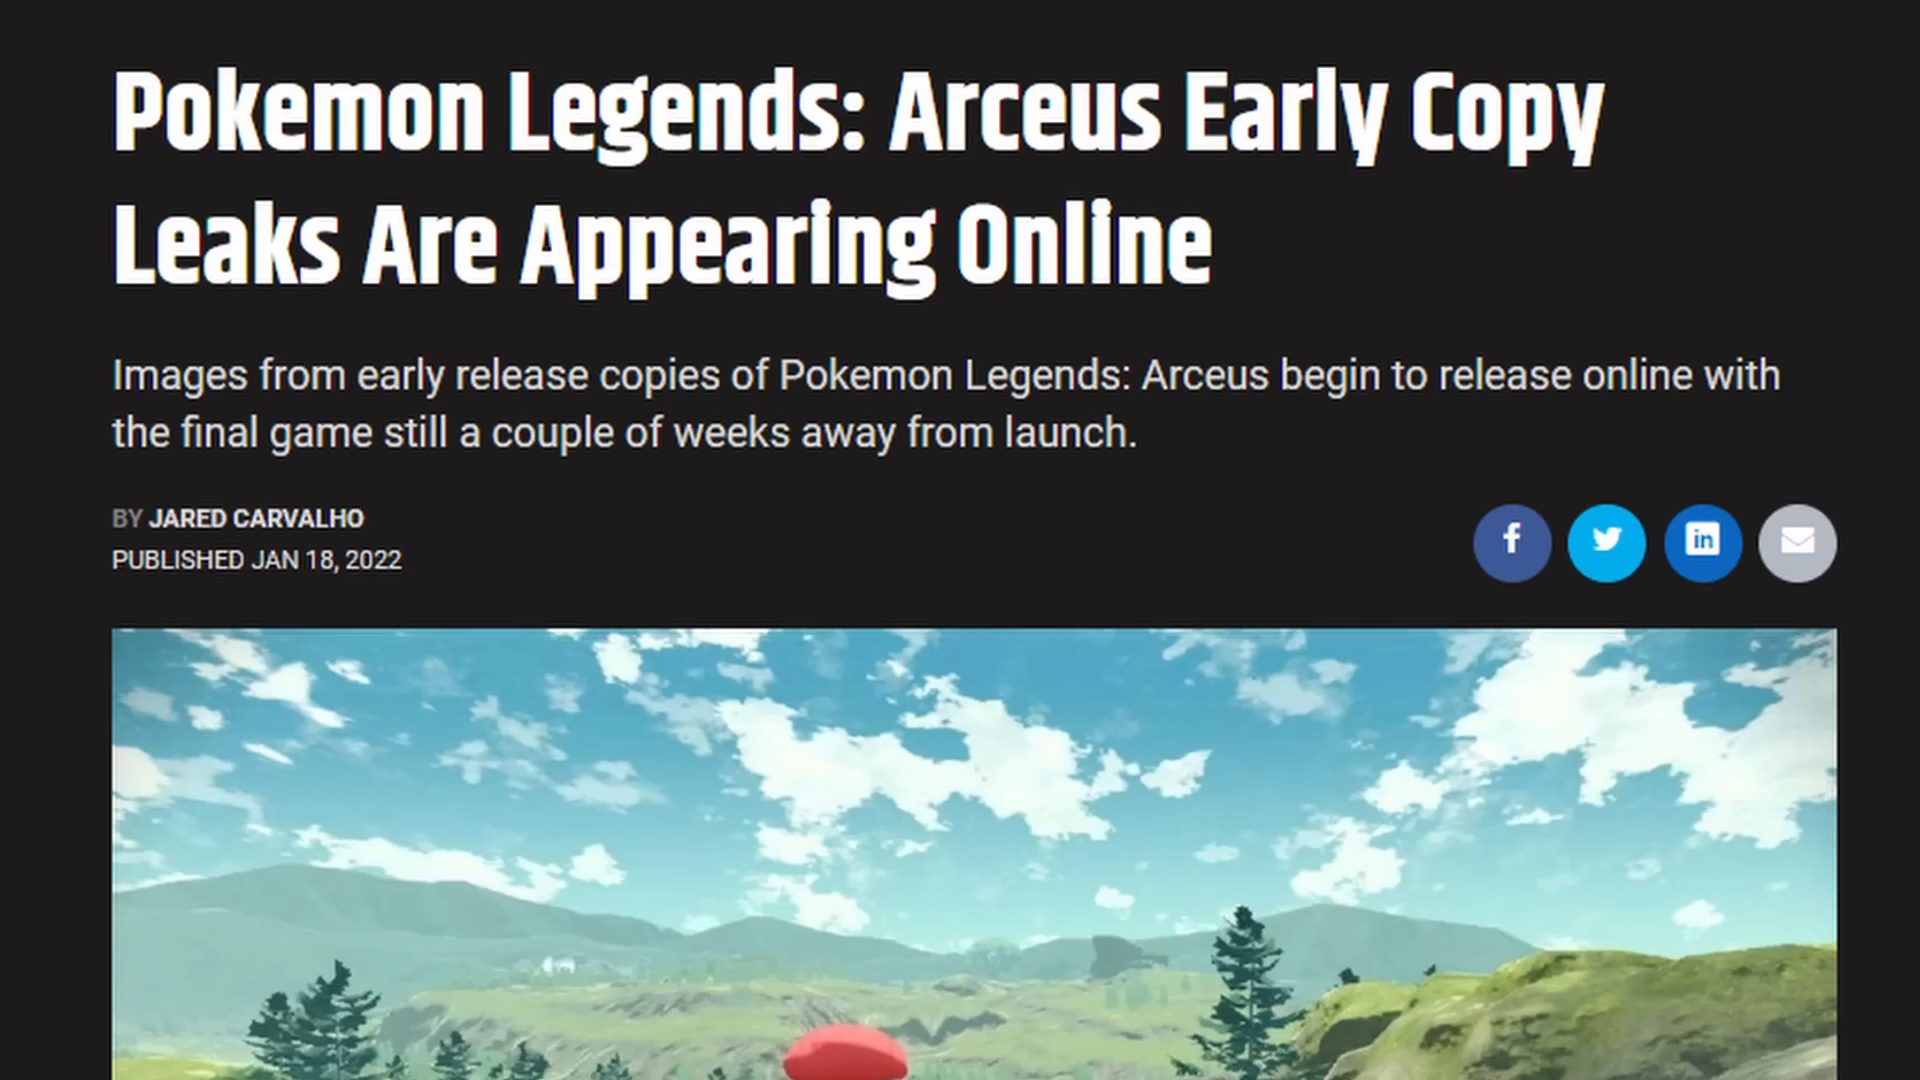 Pokemon Legends: Arceus Early Copy
Leaks Are Appearing Online
Images from early release copies of Pokemon Legends: Arceus begin to release online with
the final game still a couple of weeks away from launch.
BY JARED CARVALHO
PUBLISHED JAN 18, 2022
f
in